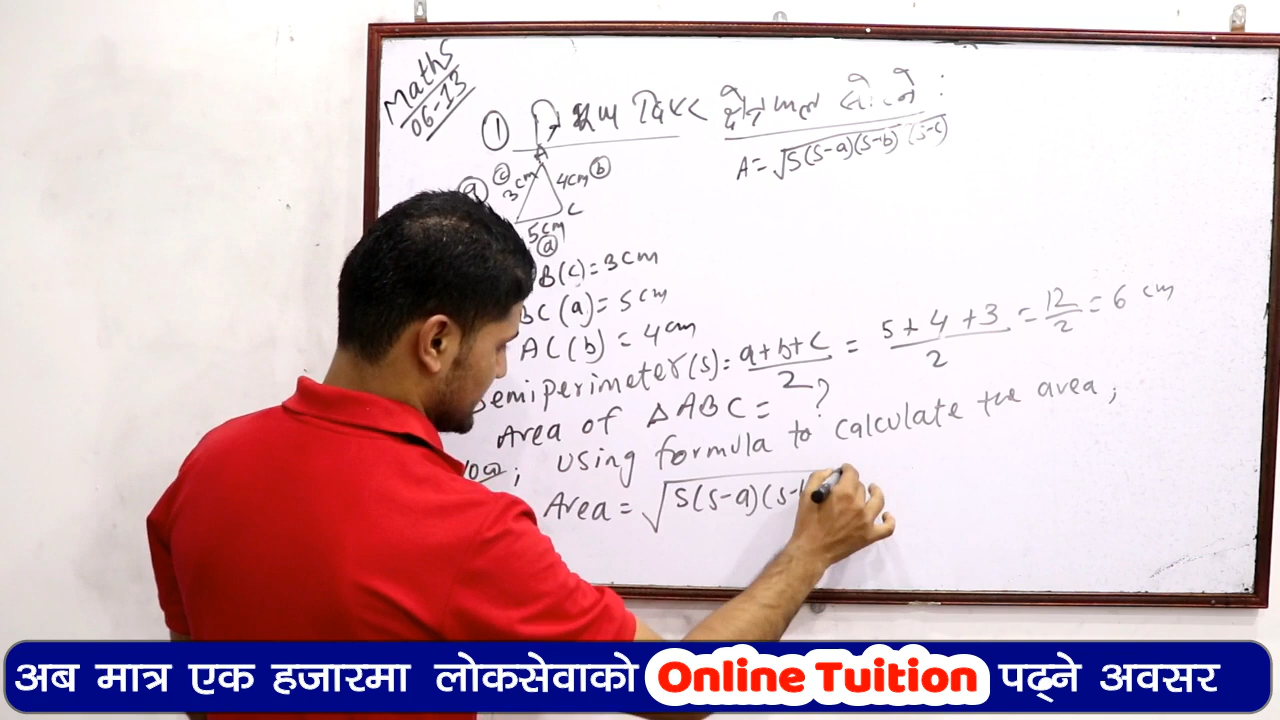 Maths
06-13
① त्रिभुजको क्षेत्रफल
A = √S(S-a)(S-b)(S-c)
A
ⓒ 3cm 4cm ⓑ
C
5cm
ⓐ
B(c) = 3cm
BC(a) = 5cm
AC(b) = 4cm
Semiperimeter(s) = a+b+c/2 = 5+4+3/2 = 12/2 = 6 cm
Area of △ABC = ?
; using formula to calculate the area;
Area = √S(S-a)(S-b
अब मात्र एक हजारमा लोकसेवाको Online Tuition पढ्ने अवसर